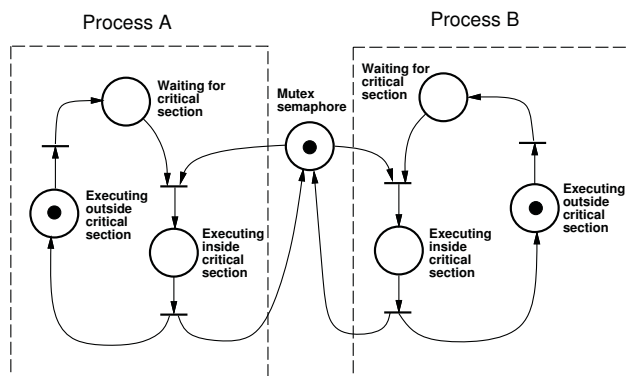 Process A
Process B
Waiting for
critical
section
Mutex
semaphore
Waiting for
critical
section
Executing
outside
critical
section
Executing
inside
critical
section
Executing
inside
critical
section
Executing
outside
critical
section